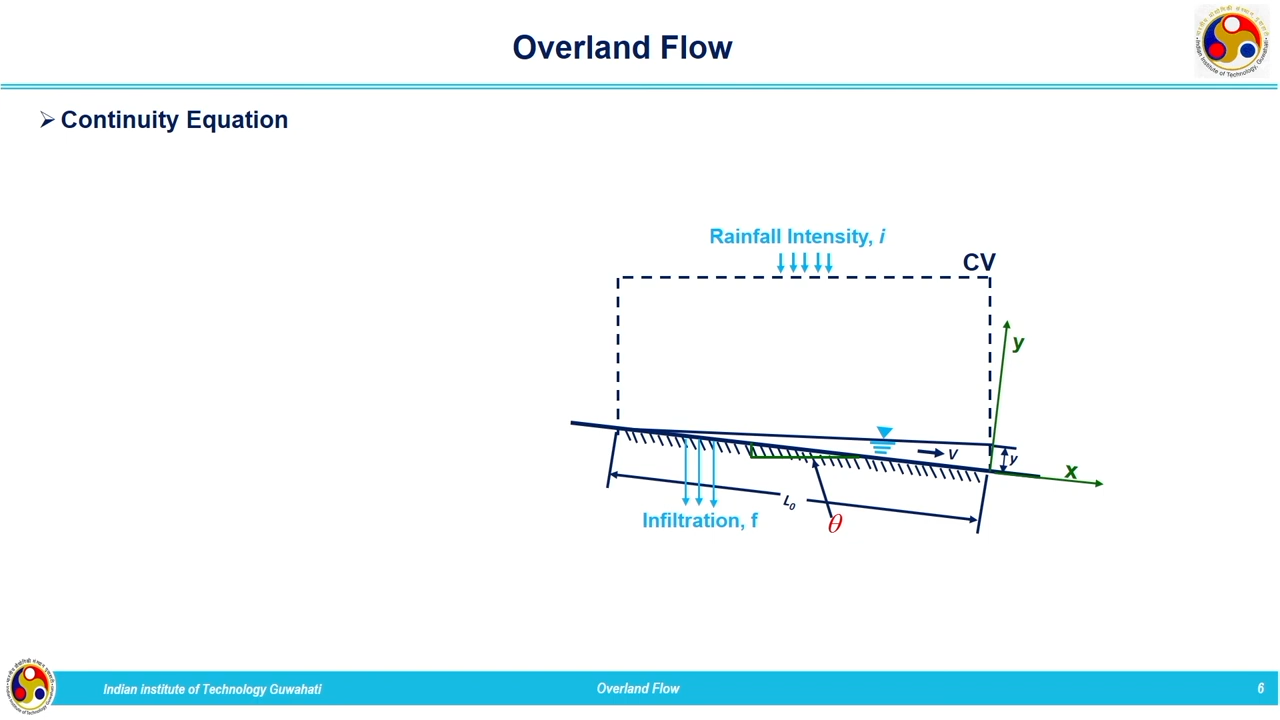 Overland Flow
Continuity Equation
Rainfall Intensity, i
CV
y
V
y
x
L0
Infiltration, f
θ
Indian institute of Technology Guwahati
Overland Flow
6